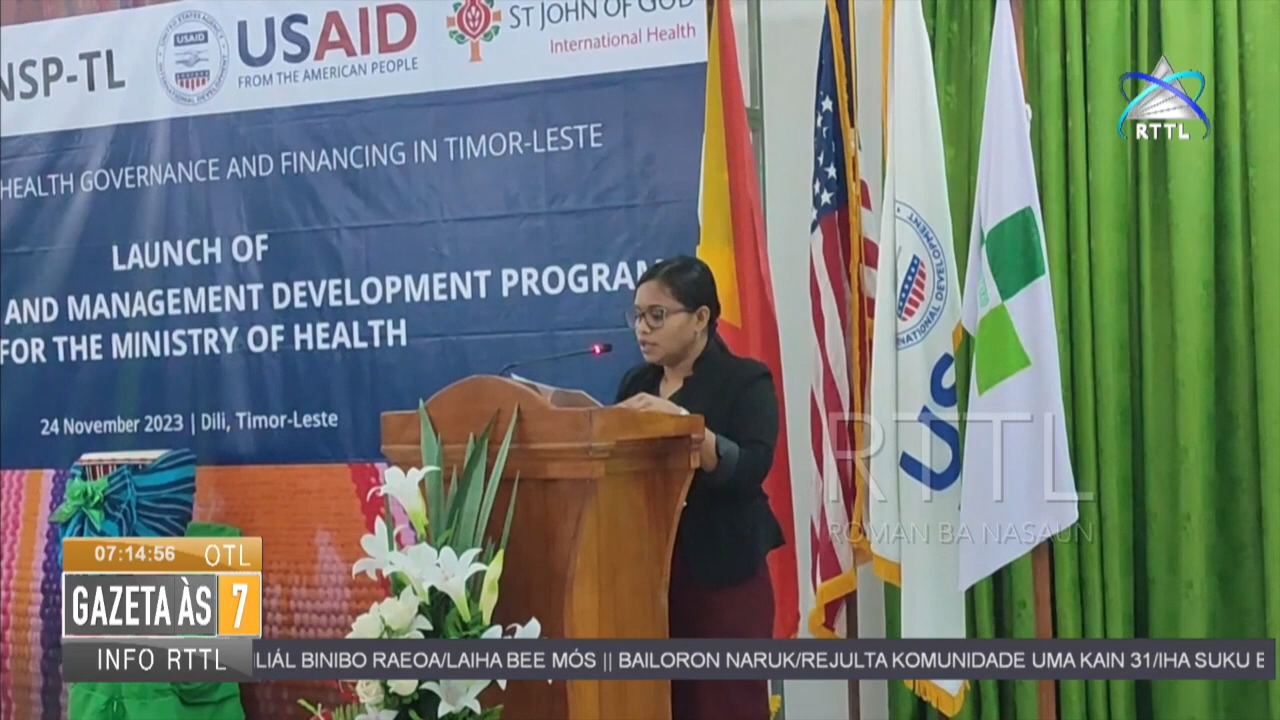 NSP-TL
USAID
FROM THE AMERICAN PEOPLE
ST JOHN OF GOD
International Health
HEALTH GOVERNANCE AND FINANCING IN TIMOR-LESTE
LAUNCH OF
AND MANAGEMENT DEVELOPMENT PROGRAM
FOR THE MINISTRY OF HEALTH
24 November 2023 | Dili, Timor-Leste
RTTL
US
RTTL
ROMAN BA NASAUN
07:14:56 OTL
GAZETA ÀS 7
INFO RTTL
ILIÁL BINIBO RAEOA/LAIHA BEE MÓS || BAILORON NARUK/REJULTA KOMUNIDADE UMA KAIN 31/IHA SUKU